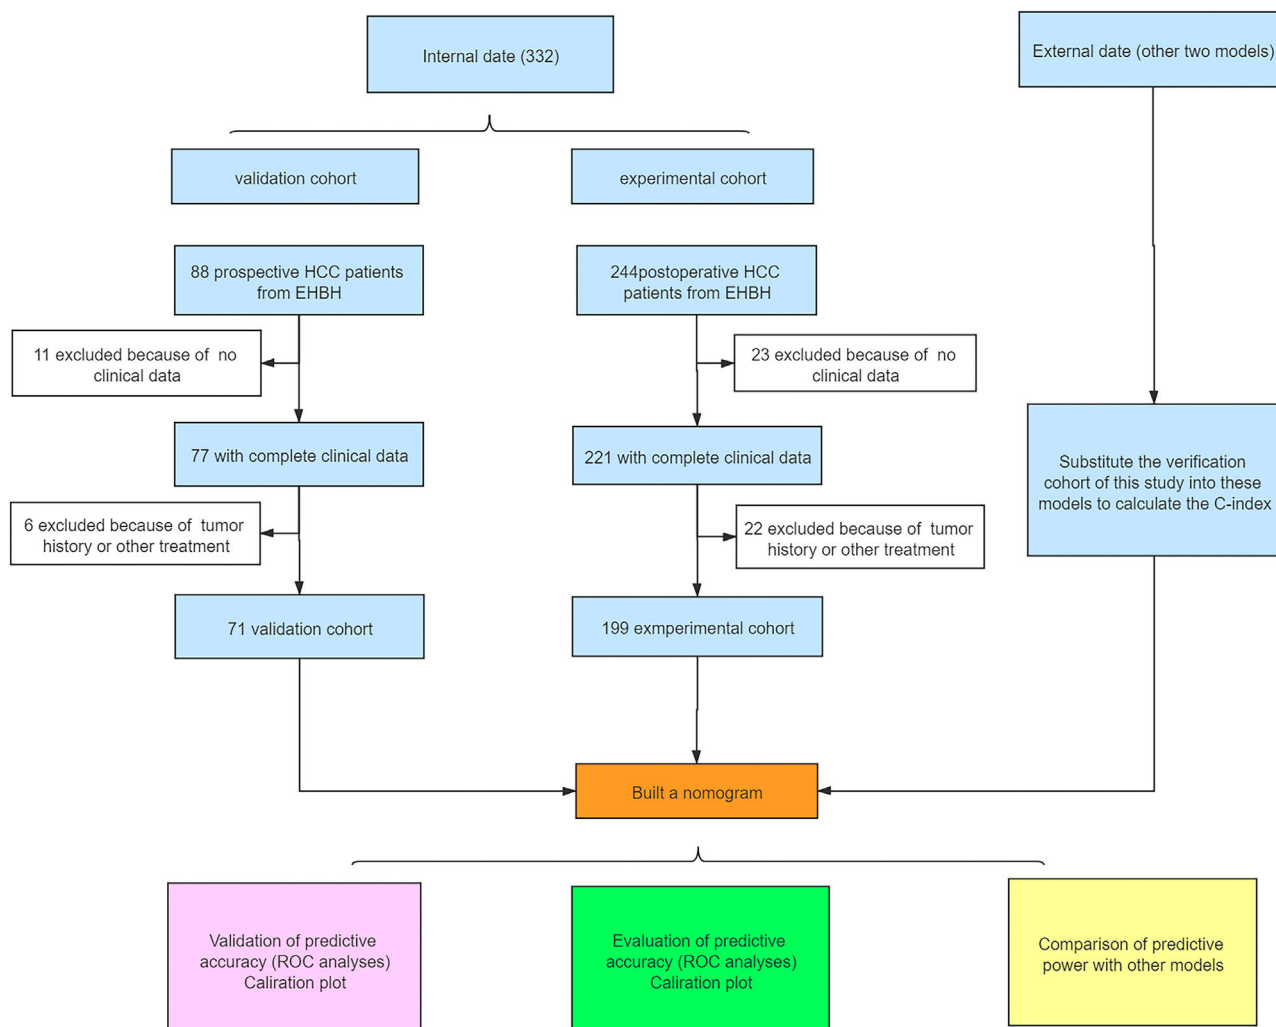 Internal date (332)
External date (other two models)
validation cohort
experimental cohort
88 prospective HCC patients
from EHBH
244postoperative HCC
patients from EHBH
11 excluded because of no
clinical data
23 excluded because of no
clinical data
77 with complete clinical data
221 with complete clinical data
Substitute the verification
cohort of this study into these
models to calculate the C-index
6 excluded because of tumor
history or other treatment
22 excluded because of tumor
history or other treatment
71 validation cohort
199 exmperimental cohort
Built a nomogram
Validation of predictive
accuracy (ROC analyses)
Caliration plot
Evaluation of predictive
accuracy (ROC analyses)
Caliration plot
Comparison of predictive
power with other models